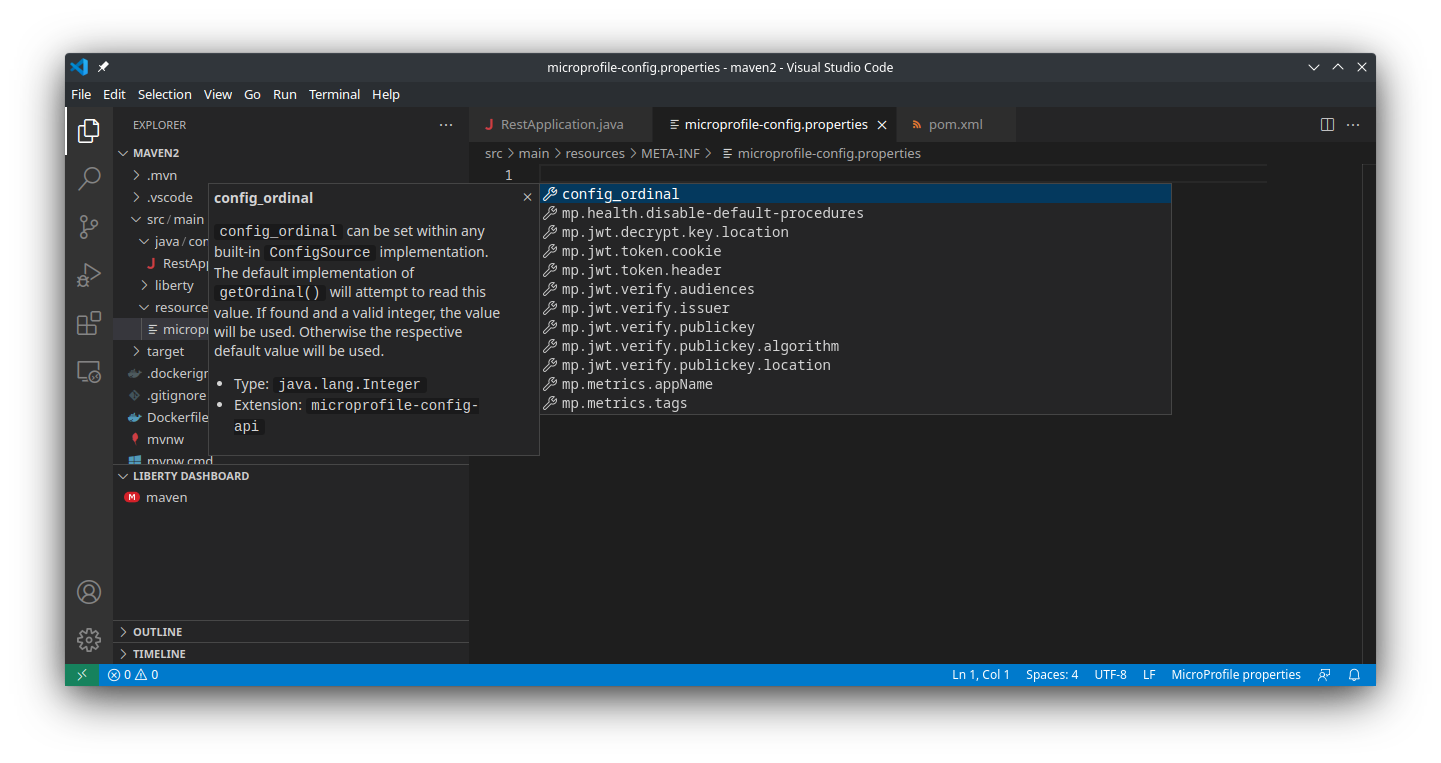 microprofile-config.properties - maven2 - Visual Studio Code
File Edit Selection View Go Run Terminal Help
EXPLORER
MAVEN2
.mvn
.vscode
src / main
java / com
RestApp
liberty
resource
micropr
target
.dockerign
.gitignore
Dockerfile
mvnw
mvnw.cmd
LIBERTY DASHBOARD
M maven
OUTLINE
TIMELINE
RestApplication.java
microprofile-config.properties
pom.xml
src > main > resources > META-INF > microprofile-config.properties
1
config_ordinal
config_ordinal can be set within any
built-in ConfigSource implementation.
The default implementation of
getOrdinal() will attempt to read this
value. If found and a valid integer, the value
will be used. Otherwise the respective
default value will be used.
• Type: java.lang.Integer
• Extension: microprofile-config-
api
config_ordinal
mp.health.disable-default-procedures
mp.jwt.decrypt.key.location
mp.jwt.token.cookie
mp.jwt.token.header
mp.jwt.verify.audiences
mp.jwt.verify.issuer
mp.jwt.verify.publickey
mp.jwt.verify.publickey.algorithm
mp.jwt.verify.publickey.location
mp.metrics.appName
mp.metrics.tags
0 0
Ln 1, Col 1 Spaces: 4 UTF-8 LF MicroProfile properties